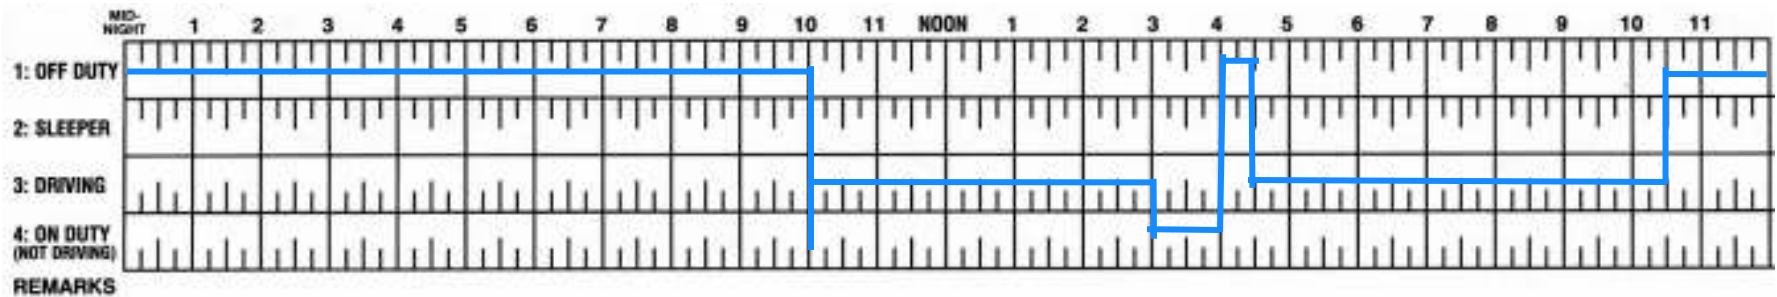 MID-
NIGHT 1 2 3 4 5 6 7 8 9 10 11 NOON 1 2 3 4 5 6 7 8 9 10 11
1: OFF DUTY
2: SLEEPER
3: DRIVING
4: ON DUTY
(NOT DRIVING)
REMARKS